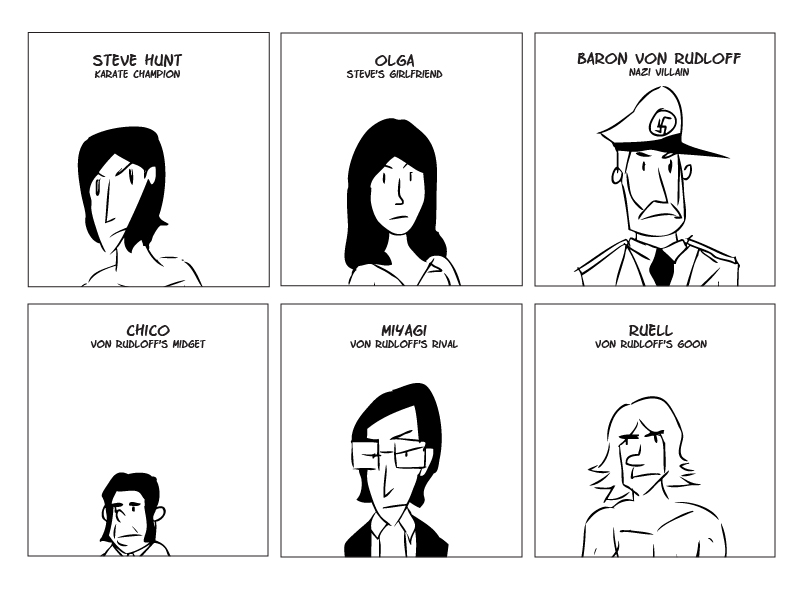 STEVE HUNT
KARATE CHAMPION
OLGA
STEVE'S GIRLFRIEND
BARON VON RUDLOFF
NAZI VILLAIN
CHICO
VON RUDLOFF'S MIDGET
MIYAGI
VON RUDLOFF'S RIVAL
RUELL
VON RUDLOFF'S GOON